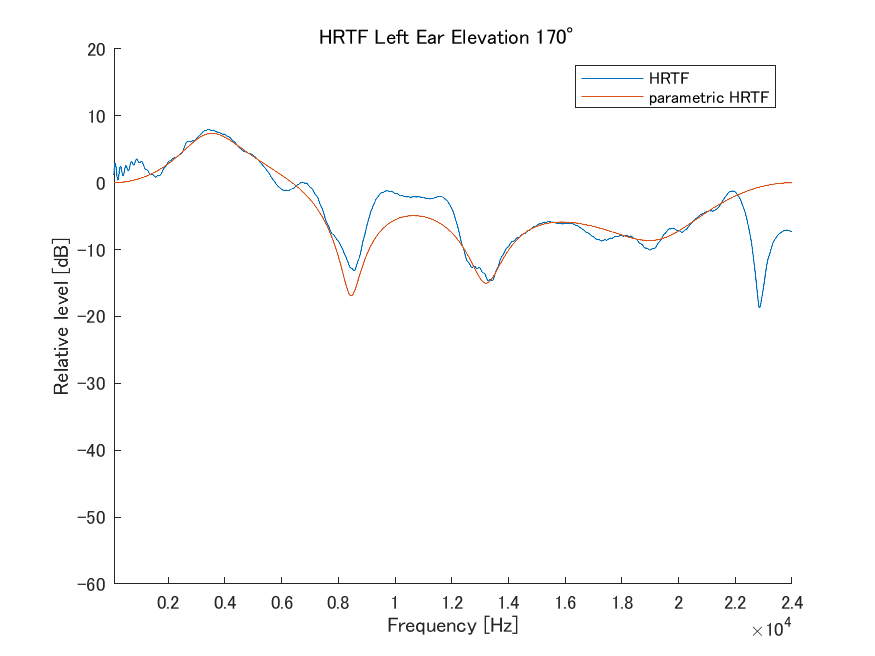 HRTF Left Ear Elevation 170°
HRTF
parametric HRTF
20
10
0
−10
−20
−30
−40
−50
−60
Relative level [dB]
0.2 0.4 0.6 0.8 1 1.2 1.4 1.6 1.8 2 2.2 2.4
Frequency [Hz]
×10⁴